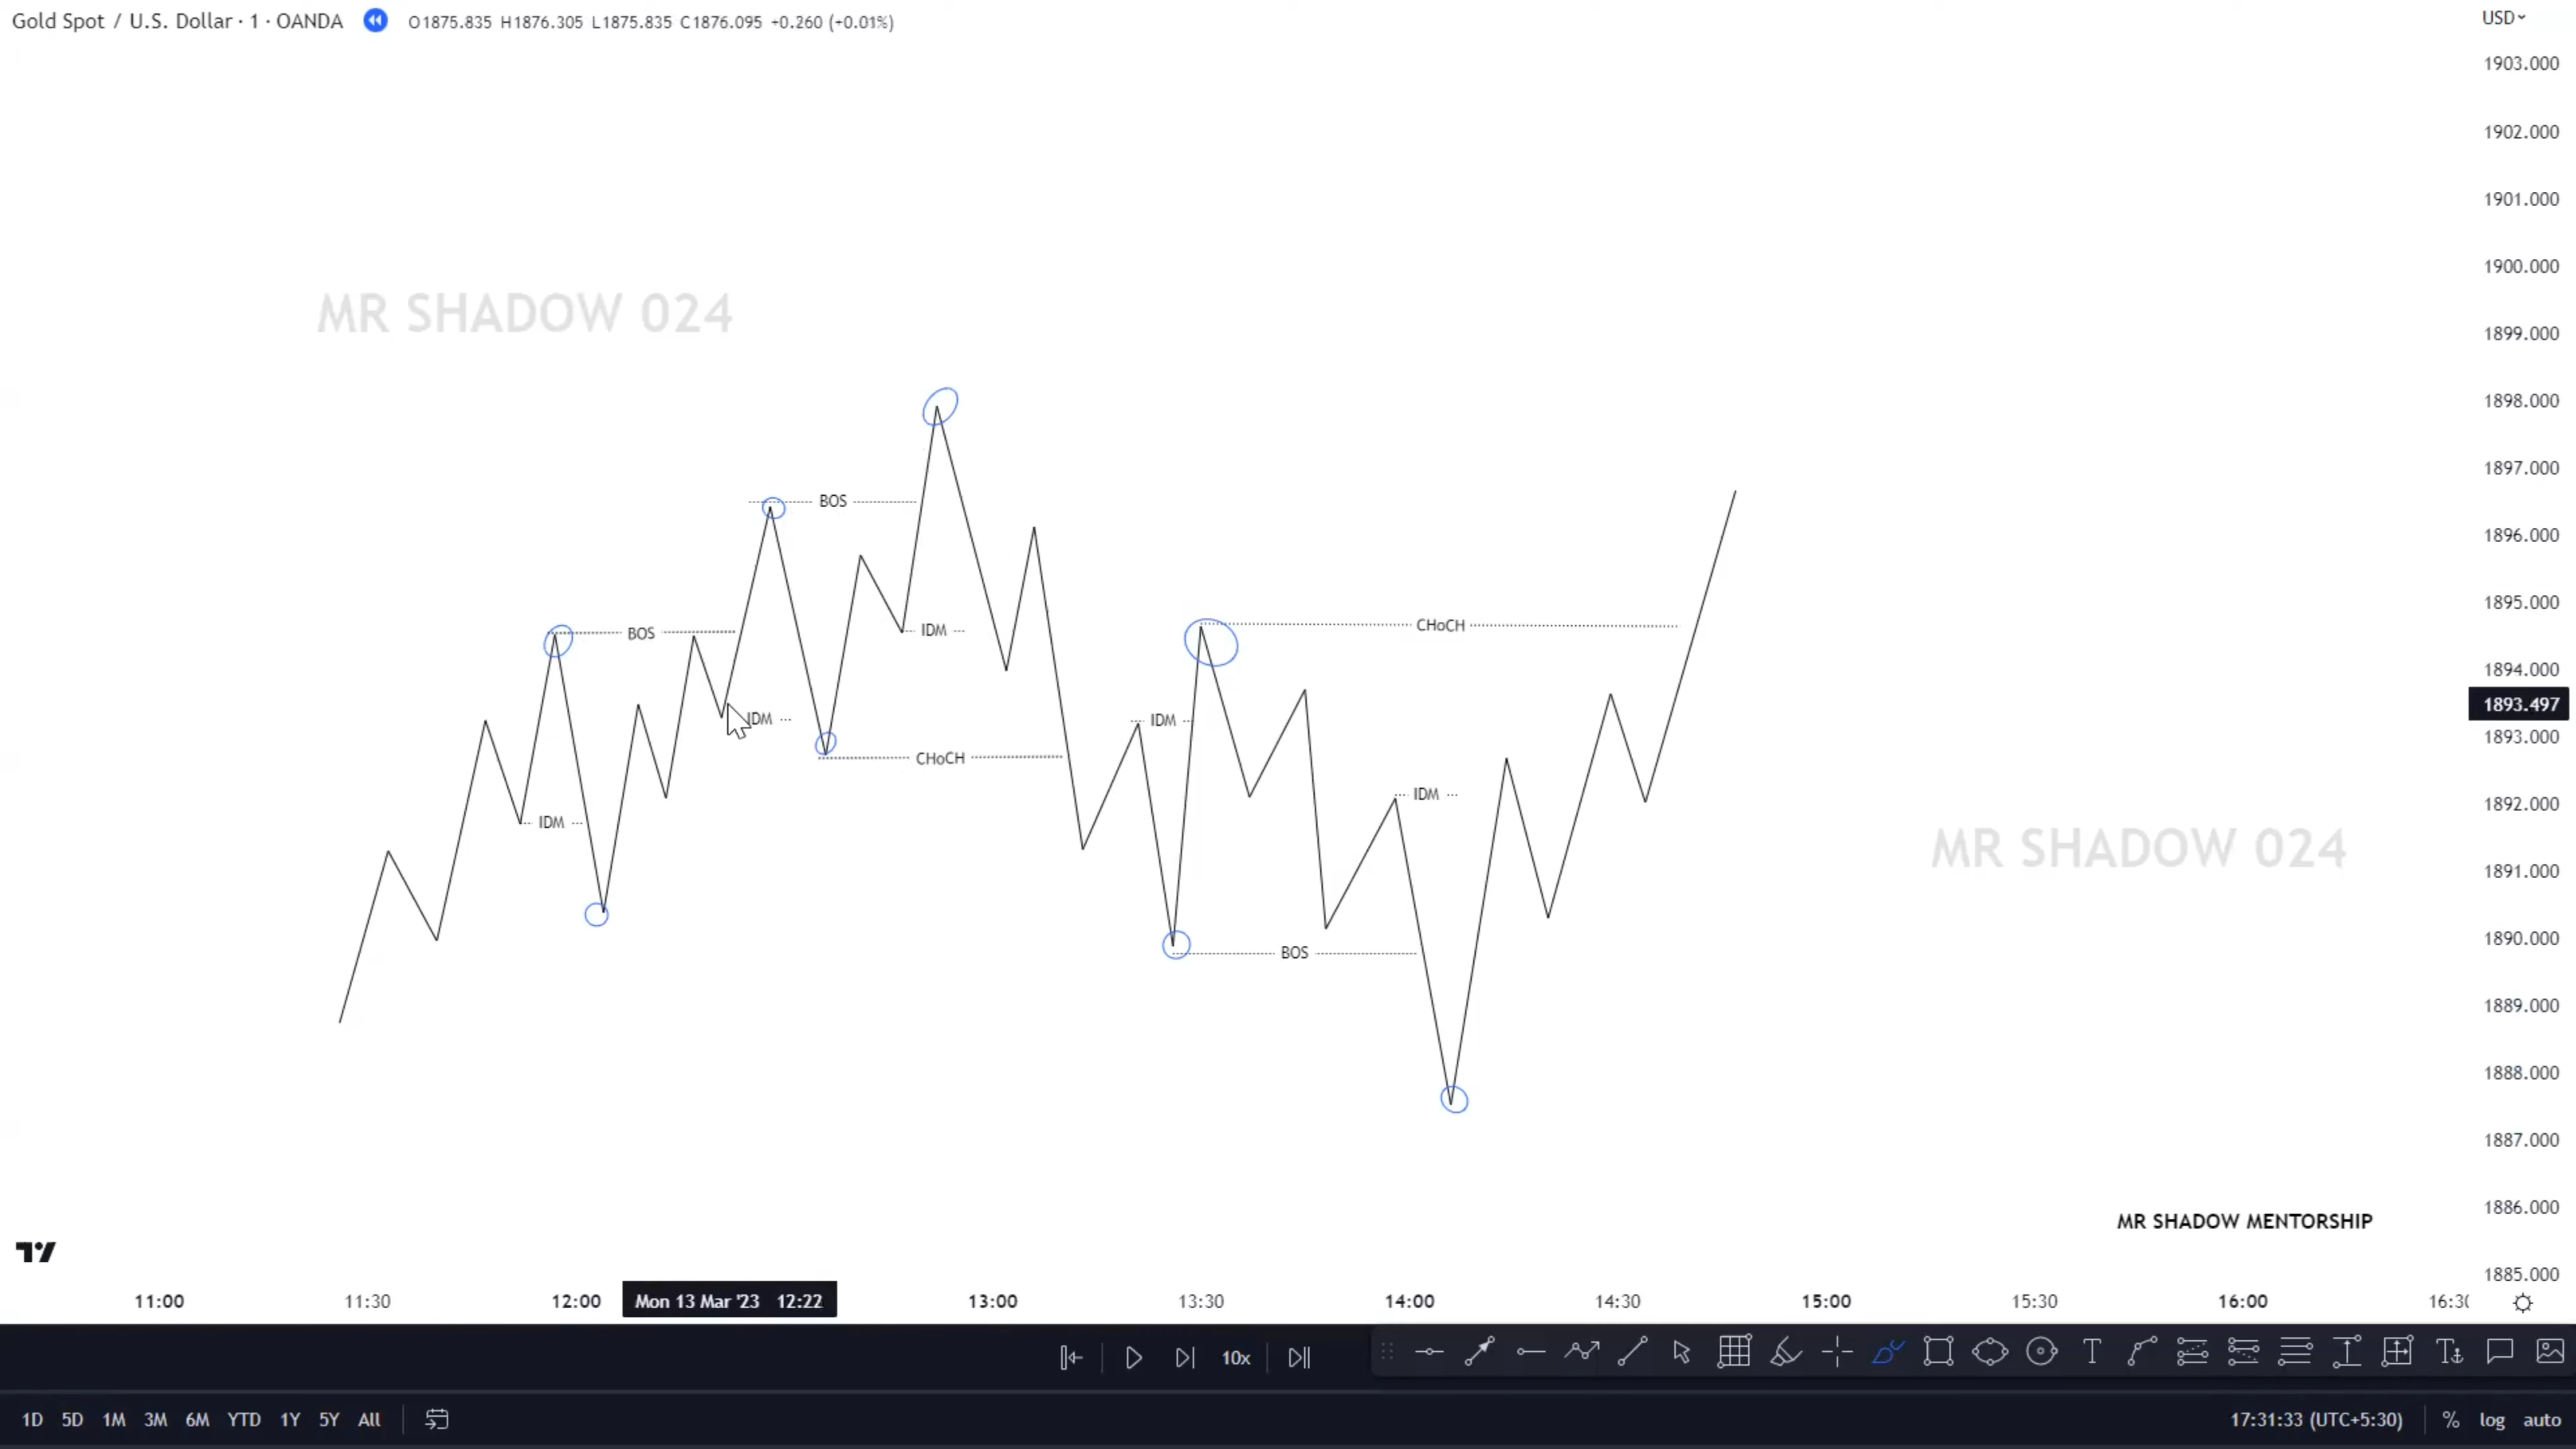 Gold Spot / U.S. Dollar · 1 · OANDA O1875.835 H1876.305 L1875.835 C1876.095 +0.260 (+0.01%)
USD
1903.000
1902.000
1901.000
1900.000
1899.000
1898.000
1897.000
1896.000
1895.000
1894.000
1893.497
1893.000
1892.000
1891.000
1890.000
1889.000
1888.000
1887.000
1886.000
1885.000
MR SHADOW 024
BOS
BOS
IDM
CHoCH
IDM
IDM
CHoCH
IDM
IDM
BOS
MR SHADOW 024
MR SHADOW MENTORSHIP
11:00 11:30 12:00 Mon 13 Mar '23 12:22 13:00 13:30 14:00 14:30 15:00 15:30 16:00
10x
1D 5D 1M 3M 6M YTD 1Y 5Y All 17:31:33 (UTC+5:30) % log auto